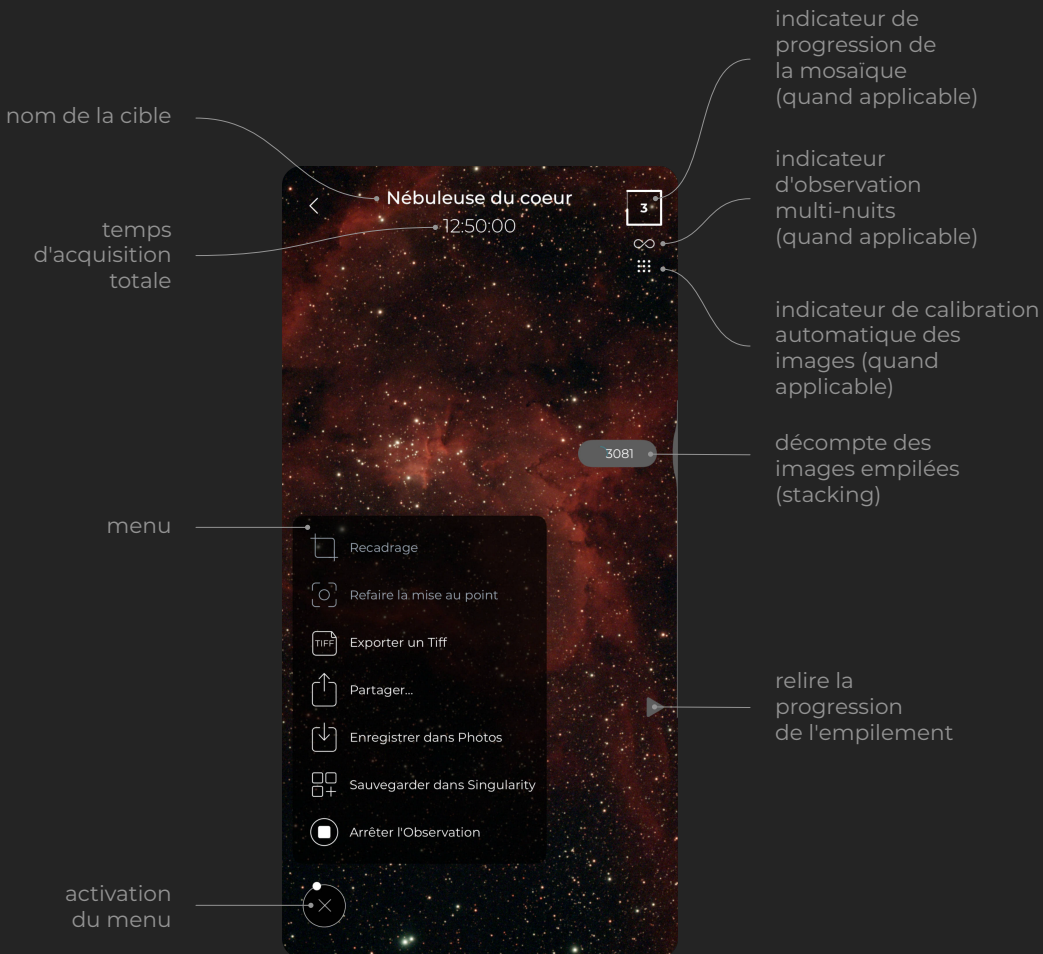 indicateur de
progression de
la mosaïque
(quand applicable)
nom de la cible
indicateur
d'observation
multi-nuits
(quand applicable)
Nébuleuse du coeur
3
12:50:00
temps
d'acquisition
totale
indicateur de calibration
automatique des
images (quand
applicable)
décompte des
images empilées
(stacking)
3081
menu
Recadrage
Refaire la mise au point
TIFF
Exporter un Tiff
Partager...
Enregistrer dans Photos
Sauvegarder dans Singularity
Arrêter l'Observation
relire la
progression
de l'empilement
activation
du menu